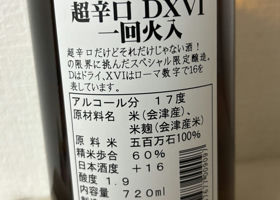 超辛口 DXVI
一回火入
超辛口だけどそれだけじゃない酒!
の限界に挑んだスペシャル限定酒。
Dはドライ、XVIはローマ数字で16を
表しています。
アルコール分 17度
原材料名 米(会津産)、
米麹(会津産米)
原料米 五百万石100%
精米歩合 60%
日本酒度 +16
酸度 1.9
内容量 720ml